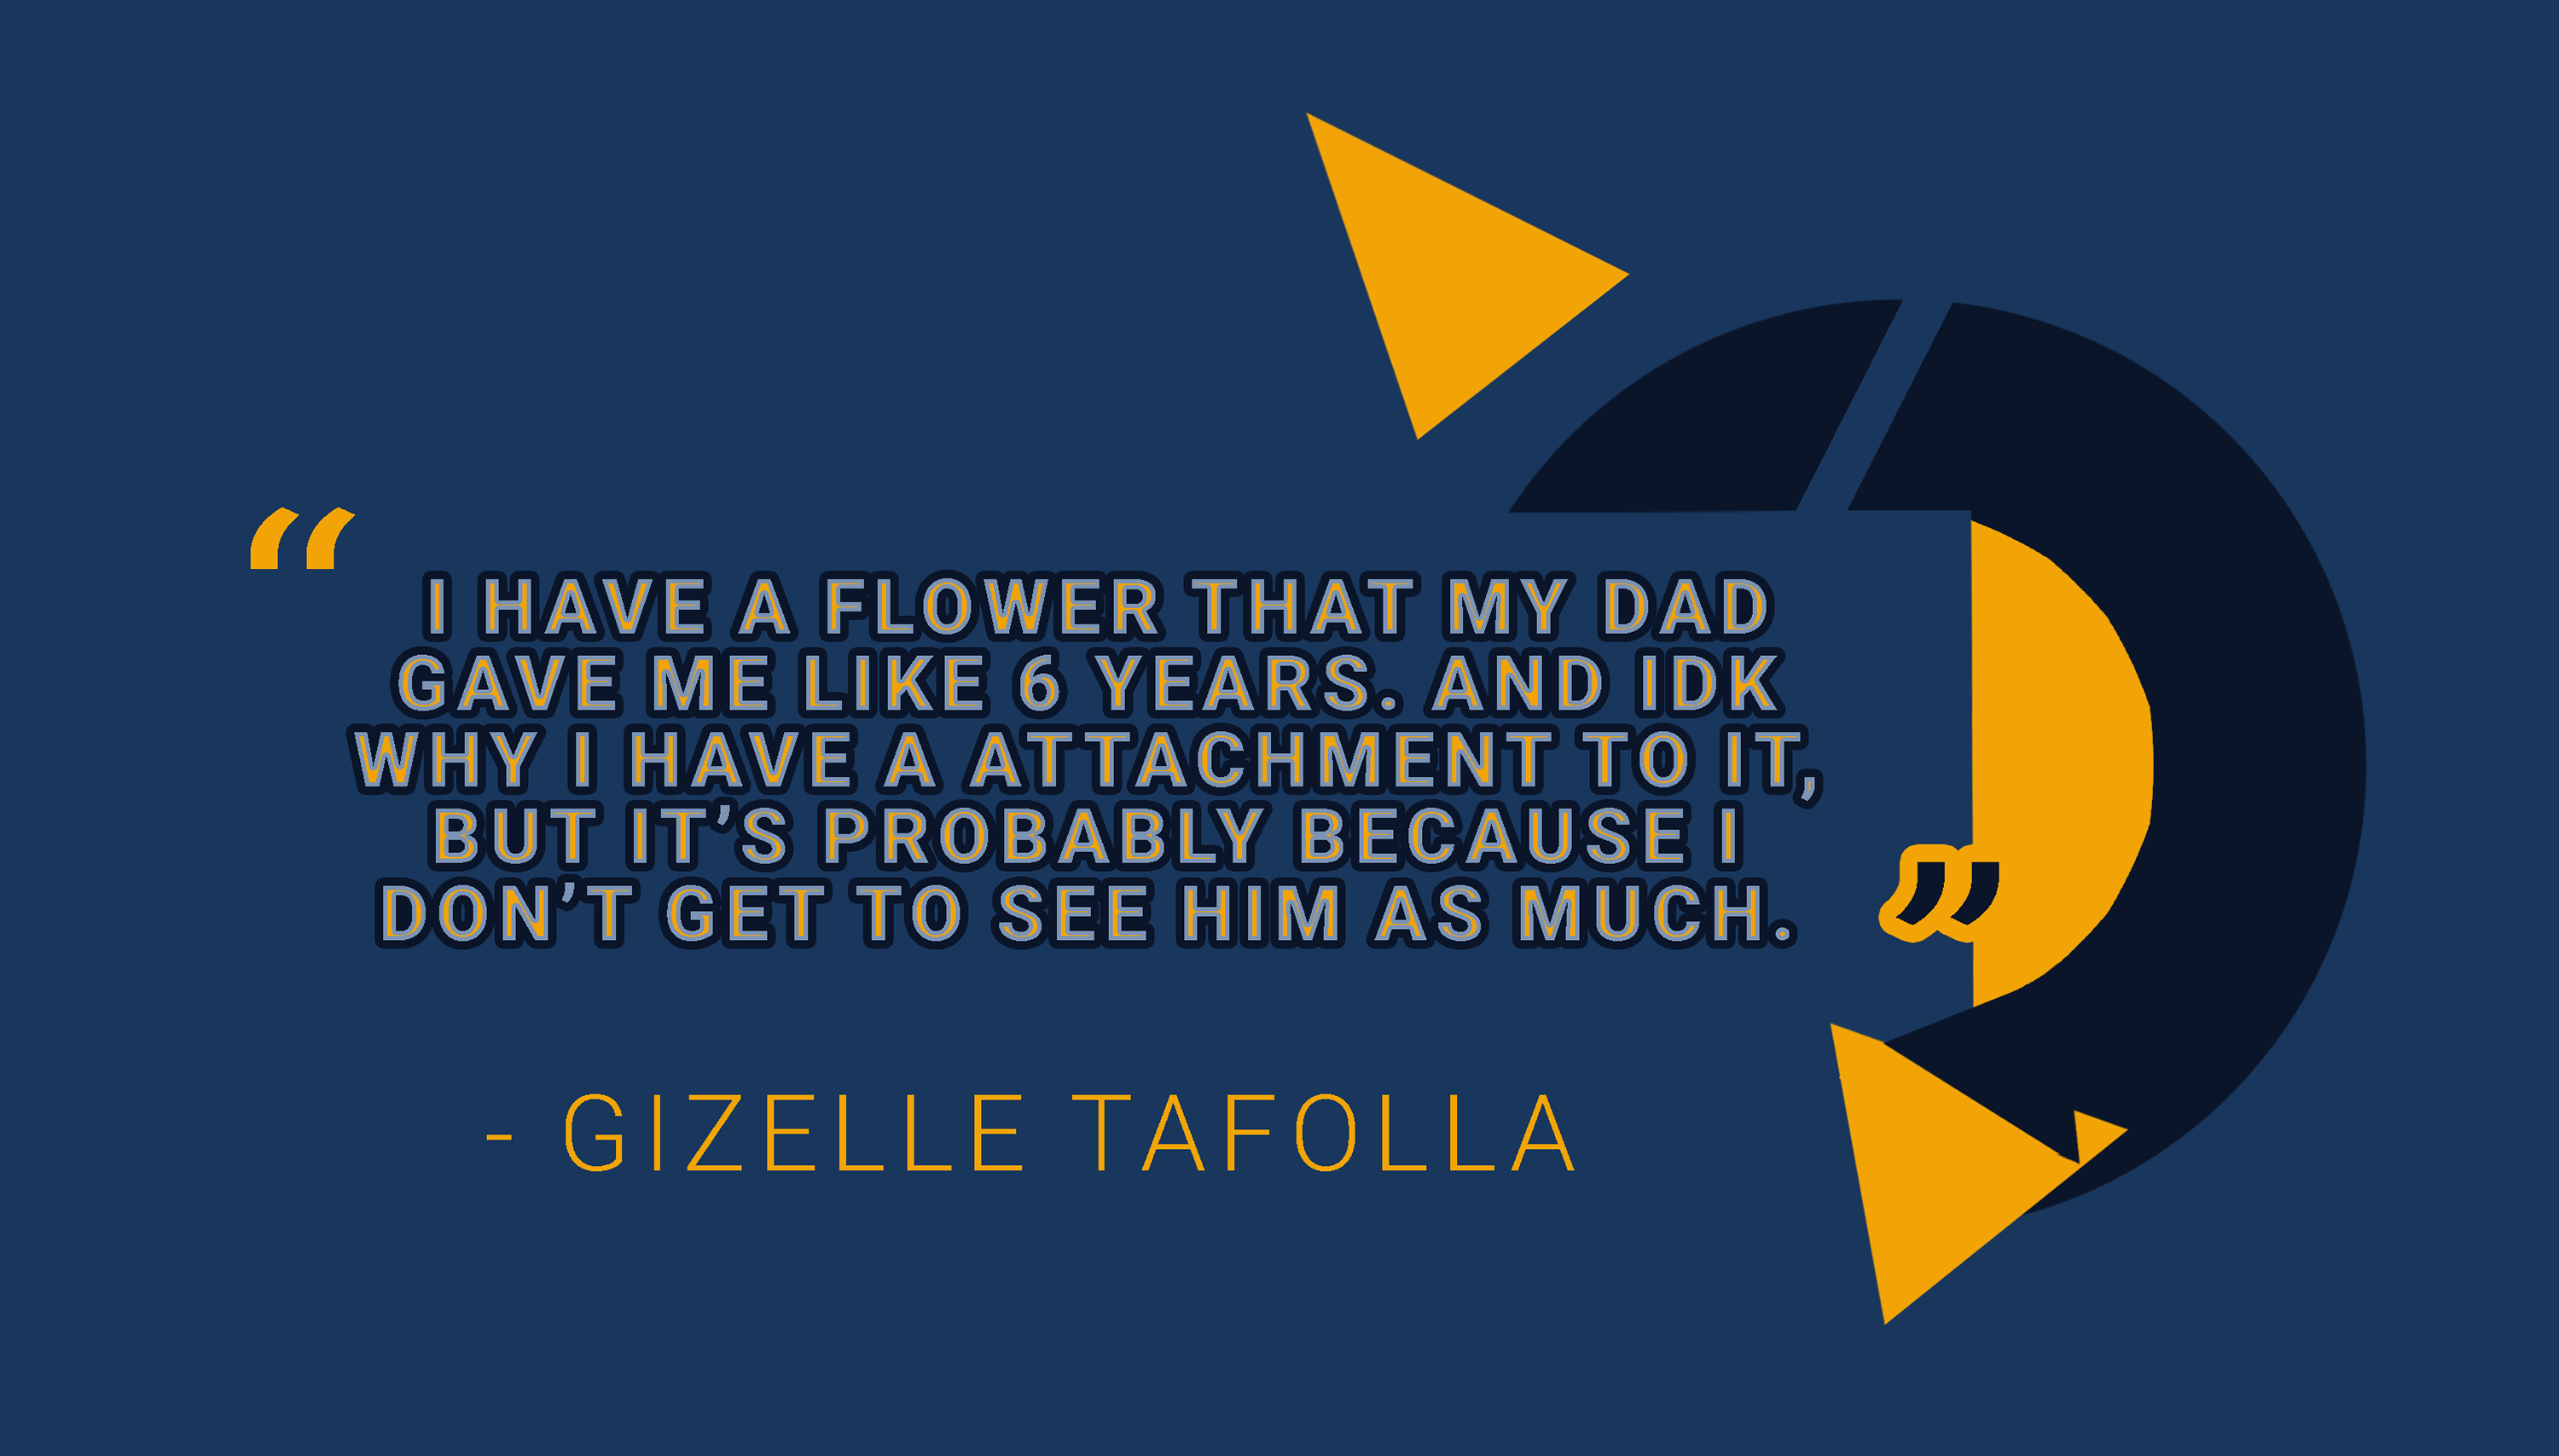 “
I HAVE A FLOWER THAT MY DAD
GAVE ME LIKE 6 YEARS. AND IDK
WHY I HAVE A ATTACHMENT TO IT,
BUT IT’S PROBABLY BECAUSE I
DON’T GET TO SEE HIM AS MUCH. ”
- GIZELLE TAFOLLA